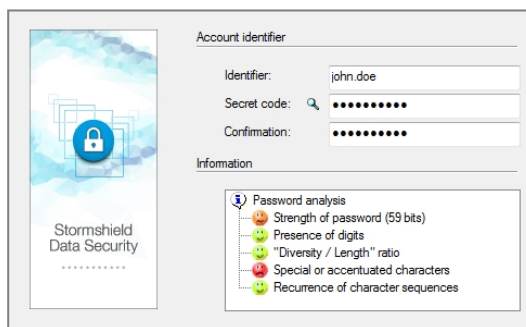 Account identifier
Identifier: john.doe
Secret code: ●●●●●●●●●●
Confirmation: ●●●●●●●●●●
Information
Password analysis
Strength of password (59 bits)
Presence of digits
"Diversity / Length" ratio
Special or accentuated characters
Recurrence of character sequences
Stormshield
Data Security